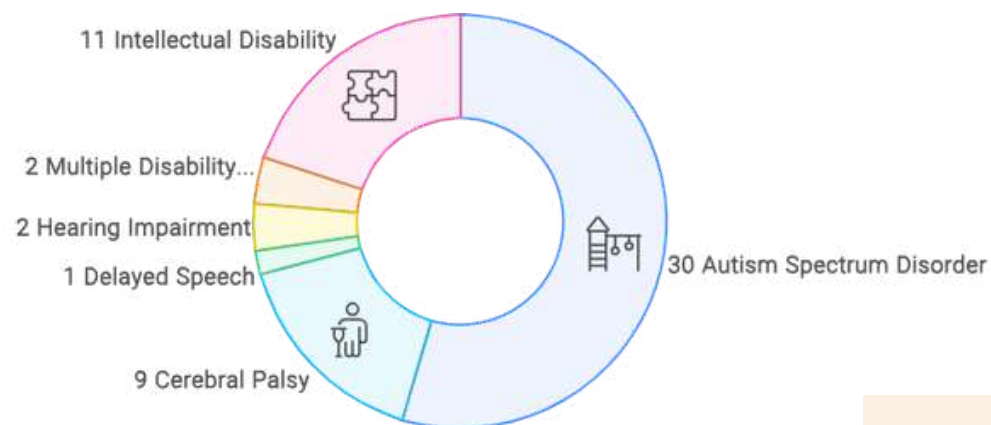 11 Intellectual Disability
2 Multiple Disability...
2 Hearing Impairment
30 Autism Spectrum Disorder
1 Delayed Speech
9 Cerebral Palsy